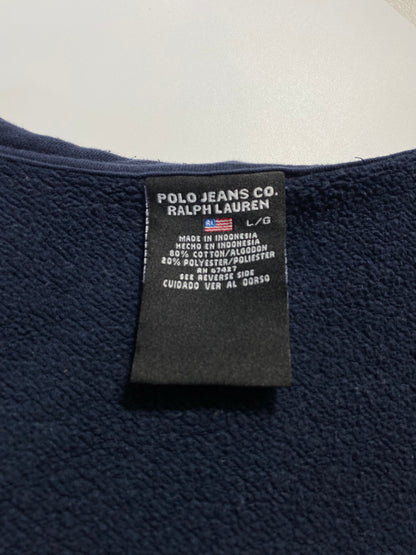 POLO JEANS CO.
RALPH LAUREN
L/G
MADE IN INDONESIA
HECHO EN INDONESIA
80% COTTON/ALGODON
20% POLYESTER/POLIESTER
RN 67427
SEE REVERSE SIDE
CUIDADO VER AL DORSO